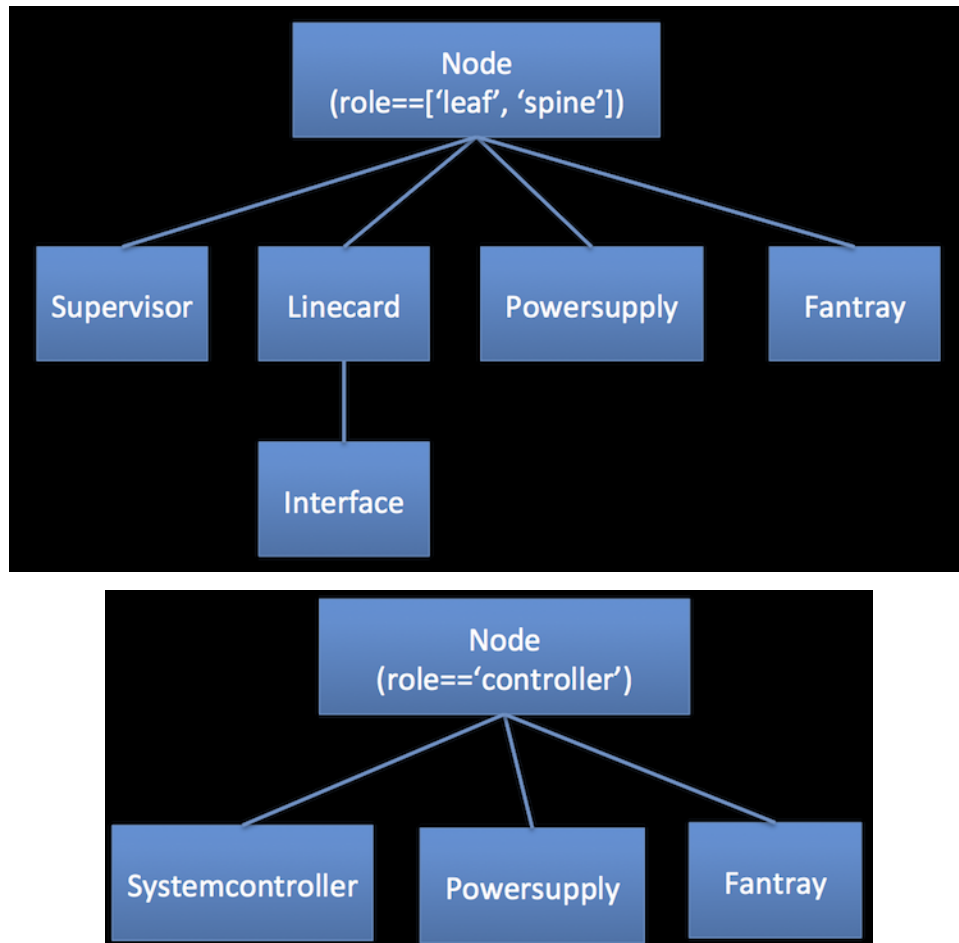 Node
(role==[‘leaf’, ‘spine’])
Supervisor
Linecard
Powersupply
Fantray
Interface
Node
(role==‘controller’)
Systemcontroller
Powersupply
Fantray